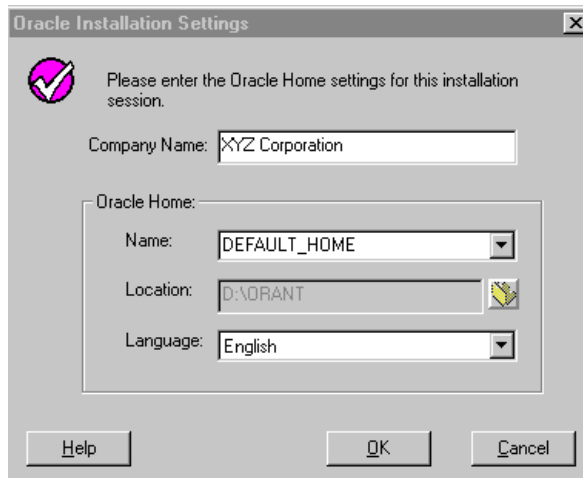 Oracle Installation Settings
Please enter the Oracle Home settings for this installation
session.
Company Name: XYZ Corporation
Oracle Home:
Name: DEFAULT_HOME
Location: D:\ORANT
Language: English
Help OK Cancel